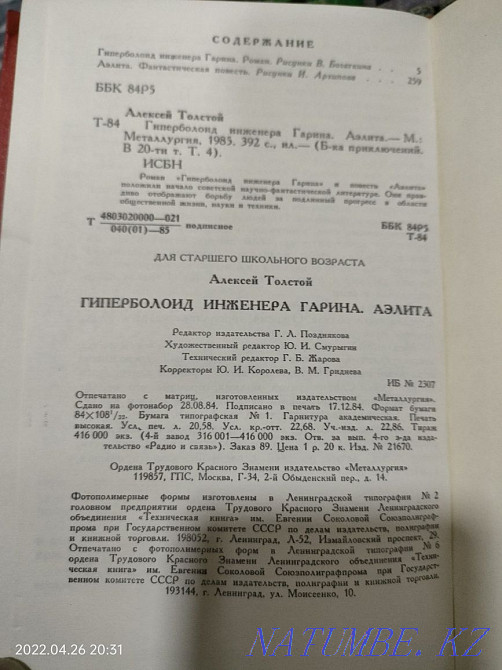 СОДЕРЖАНИЕ
Гиперболоид инженера Гарина. Роман. Рисунки В. Богаткина . . 5
Аэлита. Фантастическая повесть. Рисунки И. Архипова . . . . 259
ББК 84Р5
Алексей Толстой
Т-84 Гиперболоид инженера Гарина. Аэлита.— М.:
Металлургия, 1985. 392 с., ил.— (Б-ка приключений.
В 20-ти т. Т. 4).
ИСБН
Роман «Гиперболоид инженера Гарина» и повесть «Аэлита»
положили начало советской научно-фантастической литературе. Они прав-
диво отображают борьбу людей за подлинный прогресс в области
общественной жизни, науки и техники.
Т 4803020000—021
040(01)—85 подписное
ББК 84Р5
Т-84
ДЛЯ СТАРШЕГО ШКОЛЬНОГО ВОЗРАСТА
Алексей Толстой
ГИПЕРБОЛОИД ИНЖЕНЕРА ГАРИНА. АЭЛИТА
Редактор издательства Г. Л. Позднякова
Художественный редактор Ю. И. Смурыгин
Технический редактор Г. Б. Жарова
Корректоры Ю. И. Королева, В. М. Гриднева
ИБ № 2307
Отпечатано с матриц, изготовленных издательством «Металлургия».
Сдано на фотонабор 28.08.84. Подписано в печать 17.12.84. Формат бумаги
84×108¹/₃₂. Бумага типографская № 1. Гарнитура академическая. Печать
высокая. Усл. печ. л. 20,58. Усл. кр.-отт. 22,68. Уч.-изд. л. 22,86. Тираж
416 000 экз. (4-й завод 316 001—416 000 экз. Отв. за вып. 4-го з-да изда-
тельство «Радио и связь»). Заказ 89. Цена 1 р. 20 к. Изд. № 21670.
Ордена Трудового Красного Знамени издательство «Металлургия»
119857, ГПС, Москва, Г-34, 2-й Обыденский пер., д. 14.
Фотополимерные формы изготовлены в Ленинградской типографии № 2
головном предприятии ордена Трудового Красного Знамени Ленинградского
объединения «Техническая книга» им. Евгении Соколовой Союзполиграф-
прома при Государственном комитете СССР по делам издательств, полиграфии
и книжной торговли. 198052, г. Ленинград, Л-52, Измайловский проспект, 29.
Отпечатано с фотополимерных форм в Ленинградской типографии № 6
ордена Трудового Красного Знамени Ленинградского объединения «Техни-
ческая книга» им. Евгении Соколовой Союзполиграфпрома при Государст-
венном комитете СССР по делам издательств, полиграфии и книжной торговли.
193144, г. Ленинград, ул. Моисеенко, 10.
2022.04.26 20:31
NATUMBE.KZ